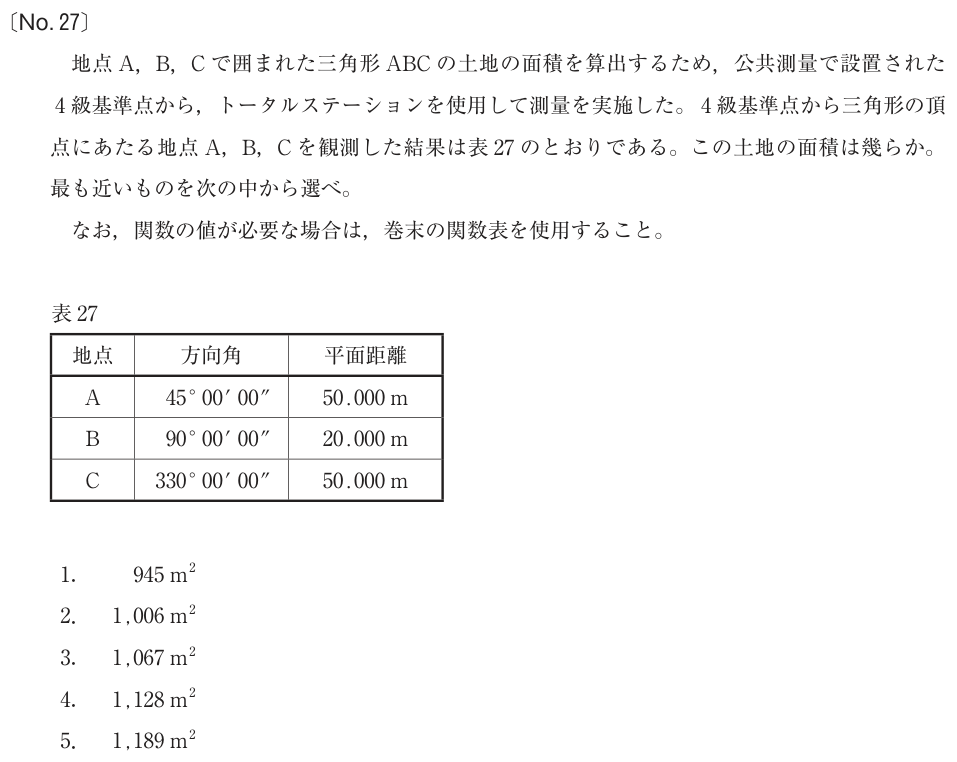 〔No. 27〕
地点 A，B，C で囲まれた三角形 ABC の土地の面積を算出するため，公共測量で設置された
4 級基準点から，トータルステーションを使用して測量を実施した。4 級基準点から三角形の頂
点にあたる地点 A，B，C を観測した結果は表 27 のとおりである。この土地の面積は幾らか。
最も近いものを次の中から選べ。
なお，関数の値が必要な場合は，巻末の関数表を使用すること。
表 27
地点 方向角 平面距離
A 45° 00′ 00″ 50.000 m
B 90° 00′ 00″ 20.000 m
C 330° 00′ 00″ 50.000 m
1. 945 m²
2. 1,006 m²
3. 1,067 m²
4. 1,128 m²
5. 1,189 m²